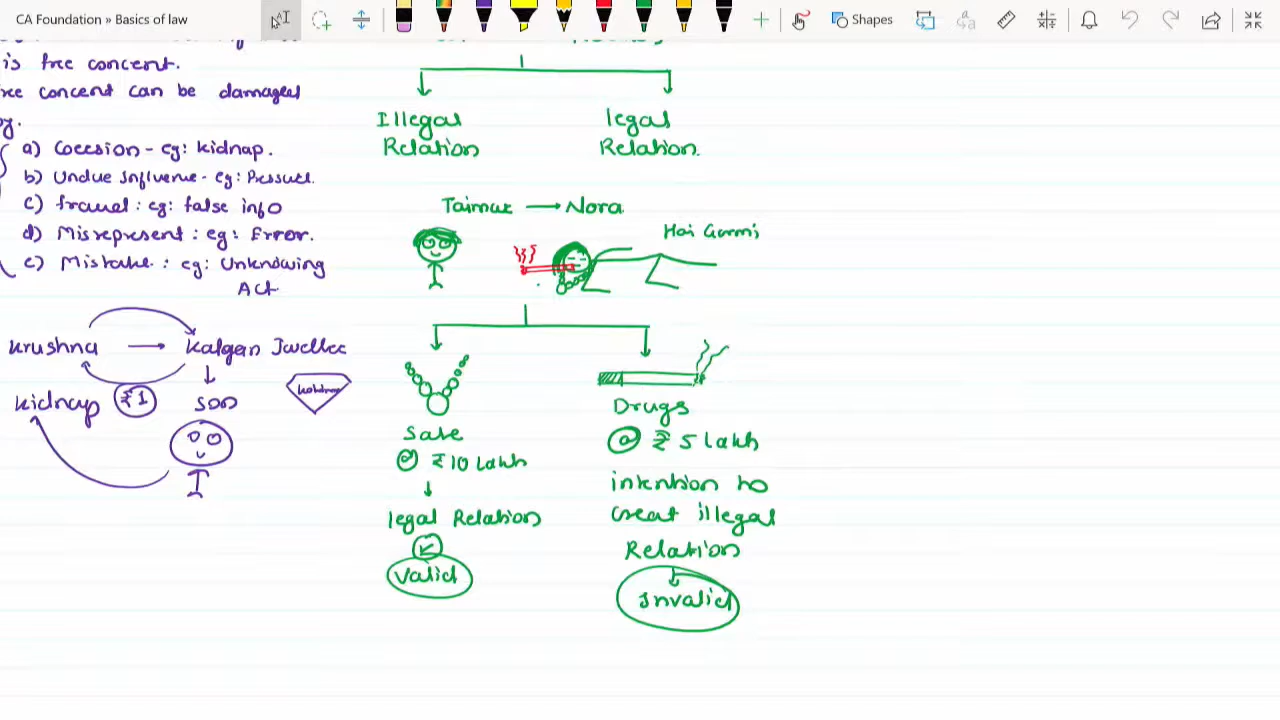 CA Foundation » Basics of law
Shapes
is free concent.
ree concent can be damaged
by.
a) Coccsion - eg: kidnap.
b) Undue Influence - eg: Pressure.
c) fraud : eg: false info
d) Misrepresent : eg: Error.
e) Mistake : eg: Unknowing
Act
krushna → kalyan Jweller
kidnap ₹1 son
Illegal
Relation
legal
Relation.
Taimur → Nora
Hai Garmi
Sale
@ ₹10 Lakh
legal Relation
Valid
Drugs
@ ₹ 5 lakh
intention to
creat illegal
Relation
Invalid